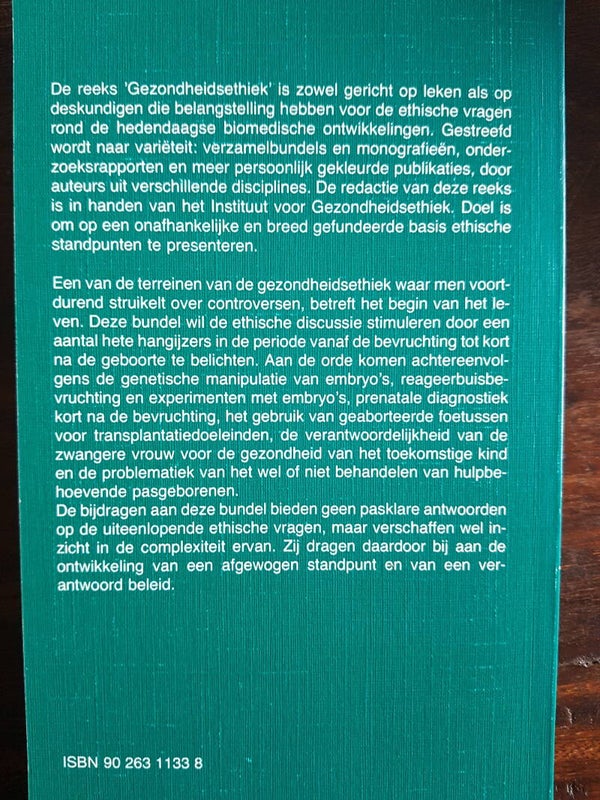 De reeks 'Gezondheidsethiek' is zowel gericht op leken als op
deskundigen die belangstelling hebben voor de ethische vragen
rond de hedendaagse biomedische ontwikkelingen. Gestreefd
wordt naar variëteit: verzamelbundels en monografieën, onder-
zoeksrapporten en meer persoonlijk gekleurde publikaties, door
auteurs uit verschillende disciplines. De redactie van deze reeks
is in handen van het Instituut voor Gezondheidsethiek. Doel is
om op een onafhankelijke en breed gefundeerde basis ethische
standpunten te presenteren.
Een van de terreinen van de gezondheidsethiek waar men voort-
durend struikelt over controversen, betreft het begin van het le-
ven. Deze bundel wil de ethische discussie stimuleren door een
aantal hete hangijzers in de periode vanaf de bevruchting tot kort
na de geboorte te belichten. Aan de orde komen achtereenvol-
gens de genetische manipulatie van embryo's, reageerbuisbe-
vruchting en experimenten met embryo's, prenatale diagnostiek
kort na de bevruchting, het gebruik van geaborteerde foetussen
voor transplantatiedoeleinden, de verantwoordelijkheid van de
zwangere vrouw voor de gezondheid van het toekomstige kind
en de problematiek van het wel of niet behandelen van hulpbe-
hoevende pasgeborenen.
De bijdragen aan deze bundel bieden geen pasklare antwoorden
op de uiteenlopende ethische vragen, maar verschaffen wel in-
zicht in de complexiteit ervan. Zij dragen daardoor bij aan de
ontwikkeling van een afgewogen standpunt en van een ver-
antwoord beleid.
ISBN 90 263 1133 8